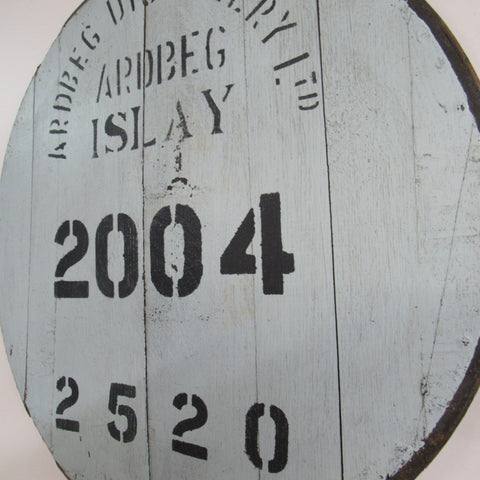 ARDBEG DISTILLERY LTD
ARDBEG
ISLAY
2004
2520